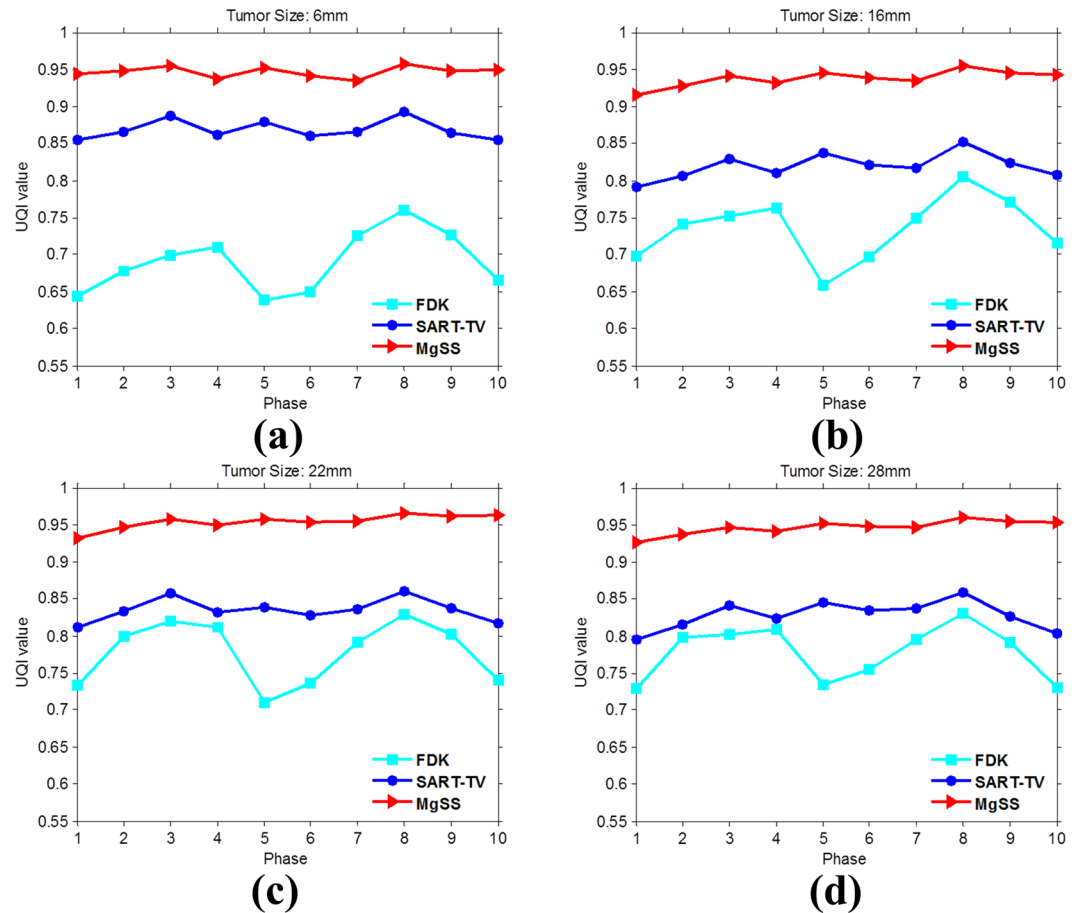 Tumor Size: 6mm
1
0.95
0.9
0.85
0.8
0.75
0.7
0.65
0.6
0.55
UQI value
FDK
SART-TV
MgSS
1 2 3 4 5 6 7 8 9 10
Phase
(a)
Tumor Size: 16mm
1
0.95
0.9
0.85
0.8
0.75
0.7
0.65
0.6
0.55
UQI value
FDK
SART-TV
MgSS
1 2 3 4 5 6 7 8 9 10
Phase
(b)
Tumor Size: 22mm
1
0.95
0.9
0.85
0.8
0.75
0.7
0.65
0.6
0.55
UQI value
FDK
SART-TV
MgSS
1 2 3 4 5 6 7 8 9 10
Phase
(c)
Tumor Size: 28mm
1
0.95
0.9
0.85
0.8
0.75
0.7
0.65
0.6
0.55
UQI value
FDK
SART-TV
MgSS
1 2 3 4 5 6 7 8 9 10
Phase
(d)